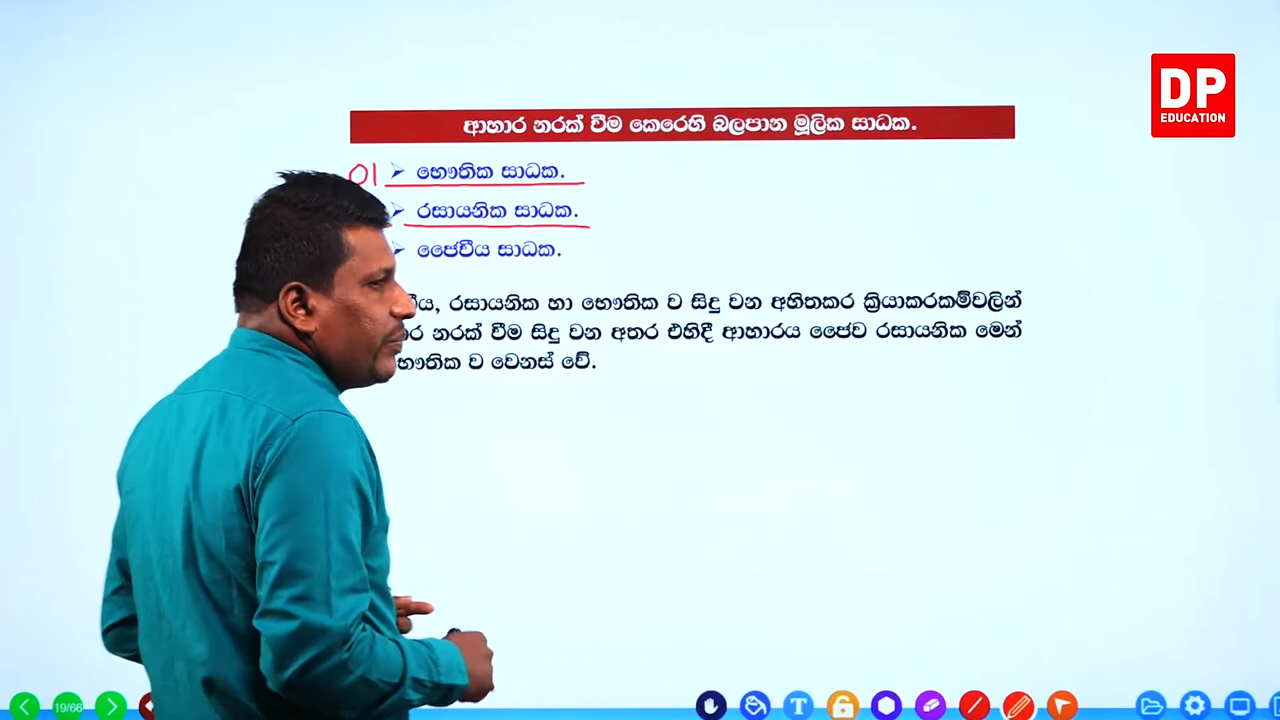 DP
EDUCATION
ආහාර නරක් වීම කෙරෙහි බලපාන මූලික සාධක.
01 ➢ භෞතික සාධක.
➢ රසායනික සාධක.
➢ ජෛවීය සාධක.
රසායනික හා භෞතික ව සිදු වන අහිතකර ක්‍රියාකරකම්වලින්
නරක් වීම සිදු වන අතර එහිදී ආහාරය ජෛව රසායනික මෙන්
භෞතික ව වෙනස් වේ.
19/66
T